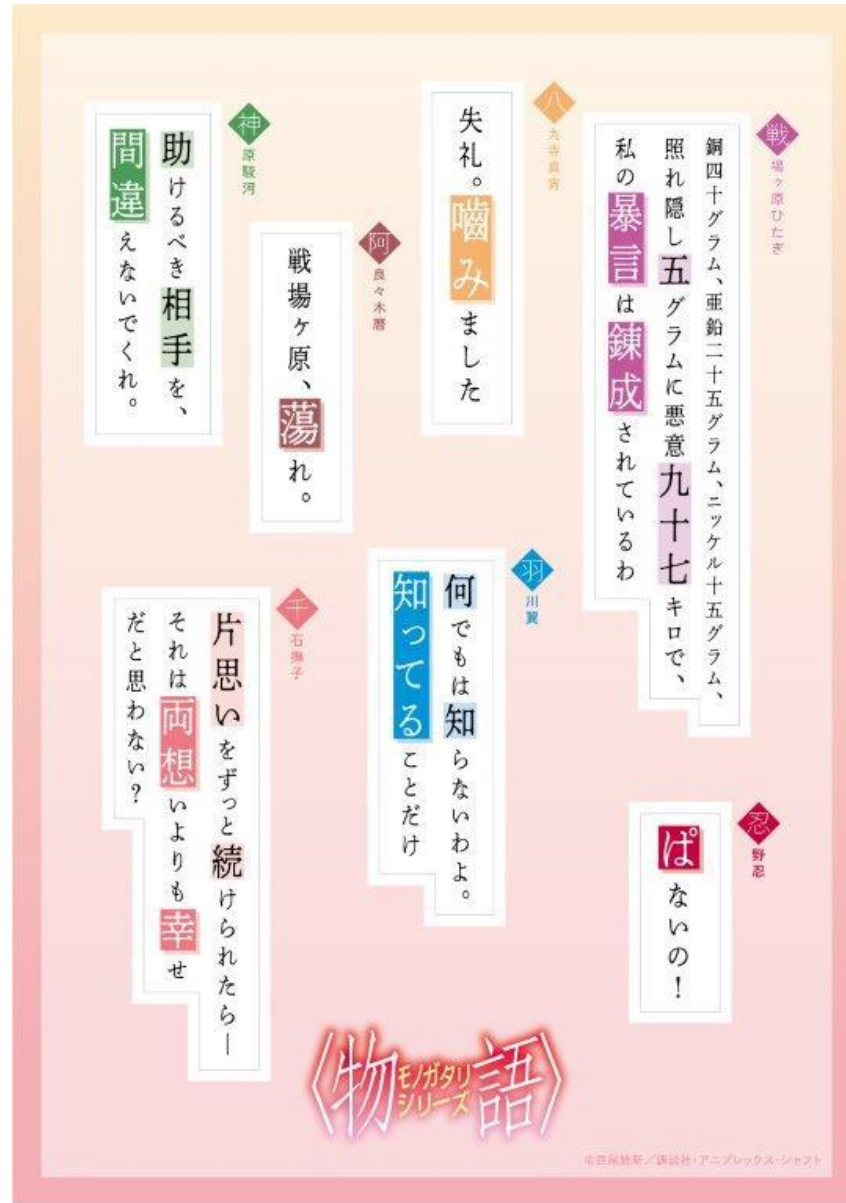 戦場ヶ原ひたぎ
銅四十グラム、亜鉛二十五グラム、ニッケル十五グラム、
照れ隠し五グラムに悪意九十七キロで、
私の暴言は錬成されているわ
八九寺真宵
失礼。噛みました
阿良々木暦
戦場ヶ原、蕩れ。
神原駿河
助けるべき相手を、
間違えないでくれ。
忍野忍
ぱないの!
羽川翼
何でもは知らないわよ。
知ってることだけ
千石撫子
片思いをずっと続けられたら―
それは両想いよりも幸せ
だと思わない?
〈物語〉
モノガタリ
シリーズ
©西尾維新/講談社・アニプレックス・シャフト